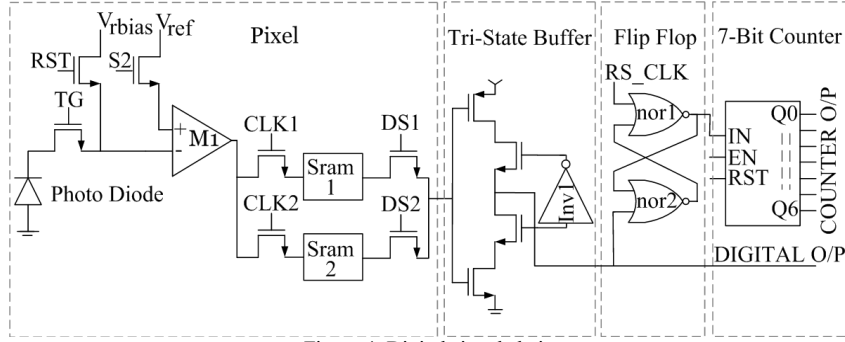 Vrbias Vref
Pixel
Tri-State Buffer
Flip Flop
7-Bit Counter
RST
S2
TG
M1
+
-
Photo Diode
CLK1
CLK2
Sram
1
Sram
2
DS1
DS2
Inv1
RS_CLK
nor1
nor2
IN
EN
RST
Q0
Q6
COUNTER O/P
DIGITAL O/P